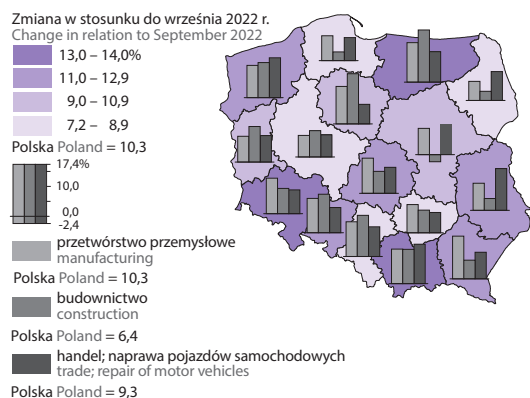 Zmiana w stosunku do września 2022 r.
Change in relation to September 2022
13,0 – 14,0%
11,0 – 12,9
9,0 – 10,9
7,2 – 8,9
Polska Poland = 10,3
17,4%
10,0
0,0
-2,4
przetwórstwo przemysłowe
manufacturing
Polska Poland = 10,3
budownictwo
construction
Polska Poland = 6,4
handel; naprawa pojazdów samochodowych
trade; repair of motor vehicles
Polska Poland = 9,3